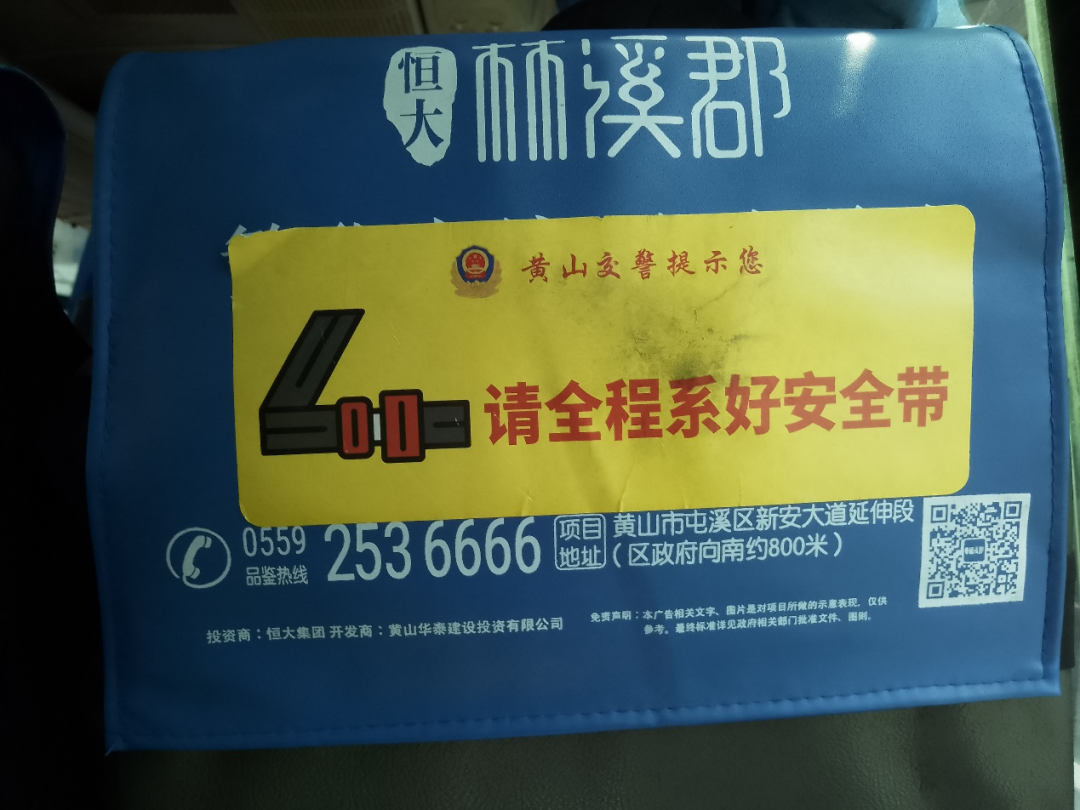 恒大 林溪郡
黄山交警提示您
请全程系好安全带
0559 253 6666
品鉴热线
项目地址 黄山市屯溪区新安大道延伸段
（区政府向南约800米）
投资商：恒大集团 开发商：黄山华泰建设投资有限公司
免责声明：本广告相关文字、图片是对项目所做的示意表现，仅供
参考。最终标准详见政府相关部门批准文件、图则。